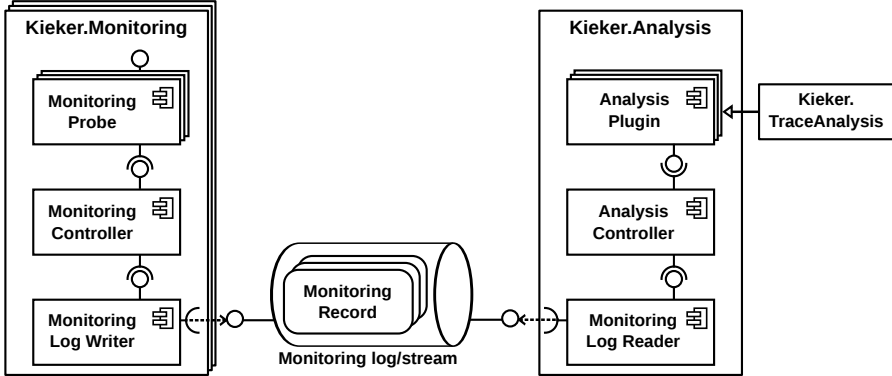 Kieker.Monitoring
Monitoring
Probe
Monitoring
Controller
Monitoring
Log Writer
Monitoring
Record
Monitoring log/stream
Kieker.Analysis
Analysis
Plugin
Kieker.
TraceAnalysis
Analysis
Controller
Monitoring
Log Reader